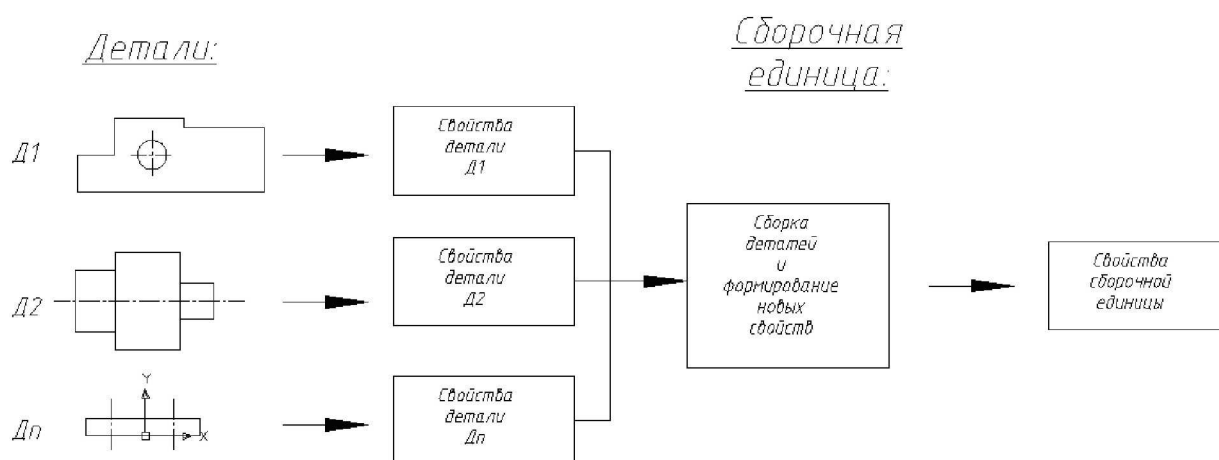 Детали:
Сборочная
единица:
Д1
Свойства
детали
Д1
Д2
Свойства
детали
Д2
Сборка
деталей
и
формирование
новых
свойств
Свойства
сборочной
единицы
Y
X
Дn
Свойства
детали
Дn